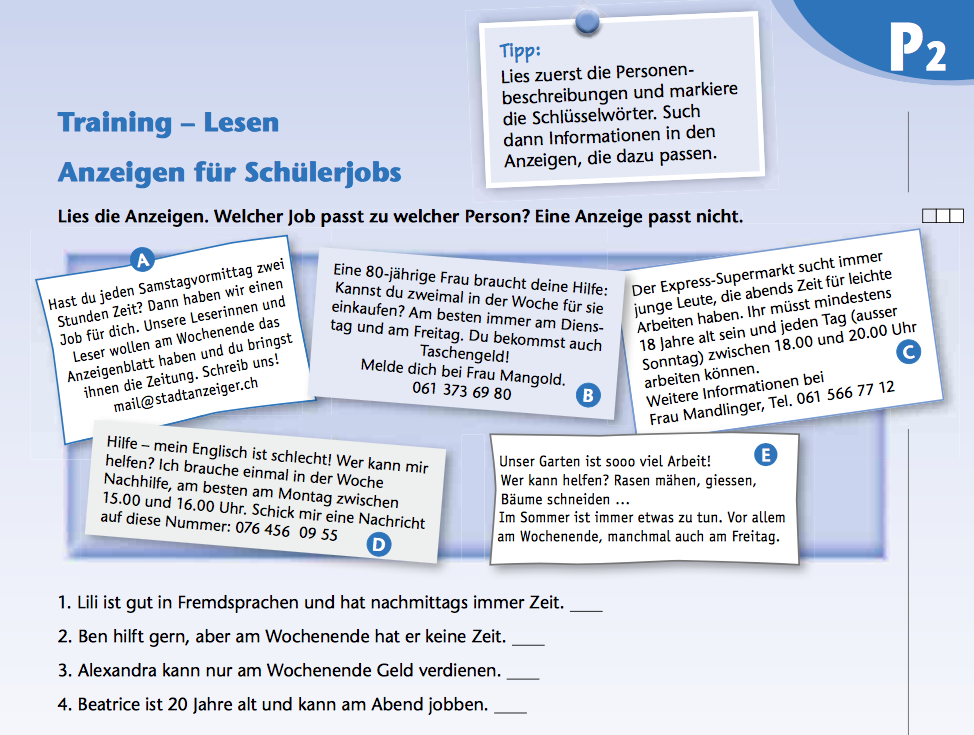 P2
Tipp:
Lies zuerst die Personen-
beschreibungen und markiere
die Schlüsselwörter. Such
dann Informationen in den
Anzeigen, die dazu passen.
Training – Lesen
Anzeigen für Schülerjobs
Lies die Anzeigen. Welcher Job passt zu welcher Person? Eine Anzeige passt nicht.
A
Hast du jeden Samstagvormittag zwei
Stunden Zeit? Dann haben wir einen
Job für dich. Unsere Leserinnen und
Leser wollen am Wochenende das
Anzeigenblatt haben und du bringst
ihnen die Zeitung. Schreib uns!
mail@stadtanzeiger.ch
Eine 80-jährige Frau braucht deine Hilfe:
Kannst du zweimal in der Woche für sie
einkaufen? Am besten immer am Diens-
tag und am Freitag. Du bekommst auch
Taschengeld!
Melde dich bei Frau Mangold.
061 373 69 80
B
Der Express-Supermarkt sucht immer
junge Leute, die abends Zeit für leichte
Arbeiten haben. Ihr müsst mindestens
18 Jahre alt sein und jeden Tag (ausser
Sonntag) zwischen 18.00 und 20.00 Uhr
arbeiten können.
Weitere Informationen bei
Frau Mandlinger, Tel. 061 566 77 12
C
Hilfe – mein Englisch ist schlecht! Wer kann mir
helfen? Ich brauche einmal in der Woche
Nachhilfe, am besten am Montag zwischen
15.00 und 16.00 Uhr. Schick mir eine Nachricht
auf diese Nummer: 076 456 09 55
D
E
Unser Garten ist sooo viel Arbeit!
Wer kann helfen? Rasen mähen, giessen,
Bäume schneiden ...
Im Sommer ist immer etwas zu tun. Vor allem
am Wochenende, manchmal auch am Freitag.
1. Lili ist gut in Fremdsprachen und hat nachmittags immer Zeit. ____
2. Ben hilft gern, aber am Wochenende hat er keine Zeit. ____
3. Alexandra kann nur am Wochenende Geld verdienen. ____
4. Beatrice ist 20 Jahre alt und kann am Abend jobben. ____